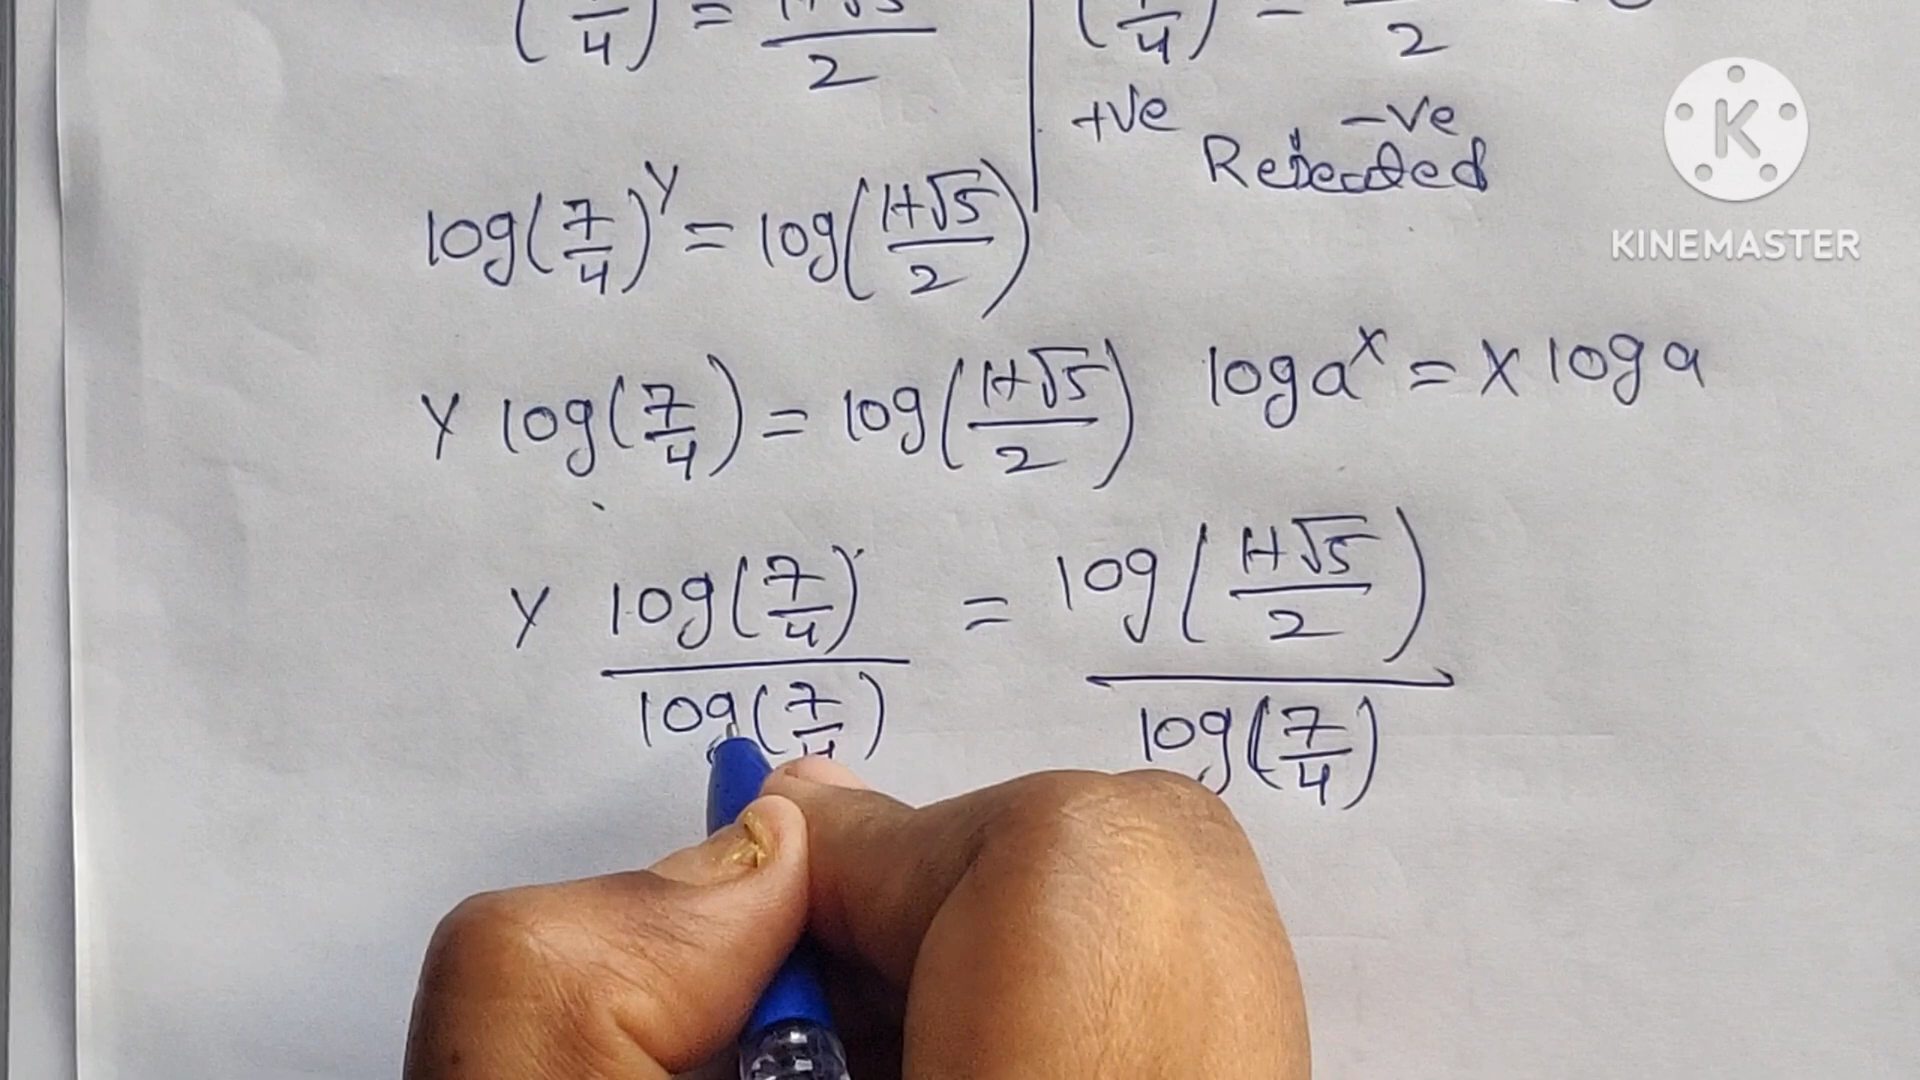 (7/4) = 1+√5/2 (7/4) = 2
+ve -ve
Rejected
K
KINEMASTER
log(7/4)^Y = log(1+√5/2)
Y log(7/4) = log(1+√5/2) log a^x = x log a
Y log(7/4)/log(7/4) = log(1+√5/2)/log(7/4)